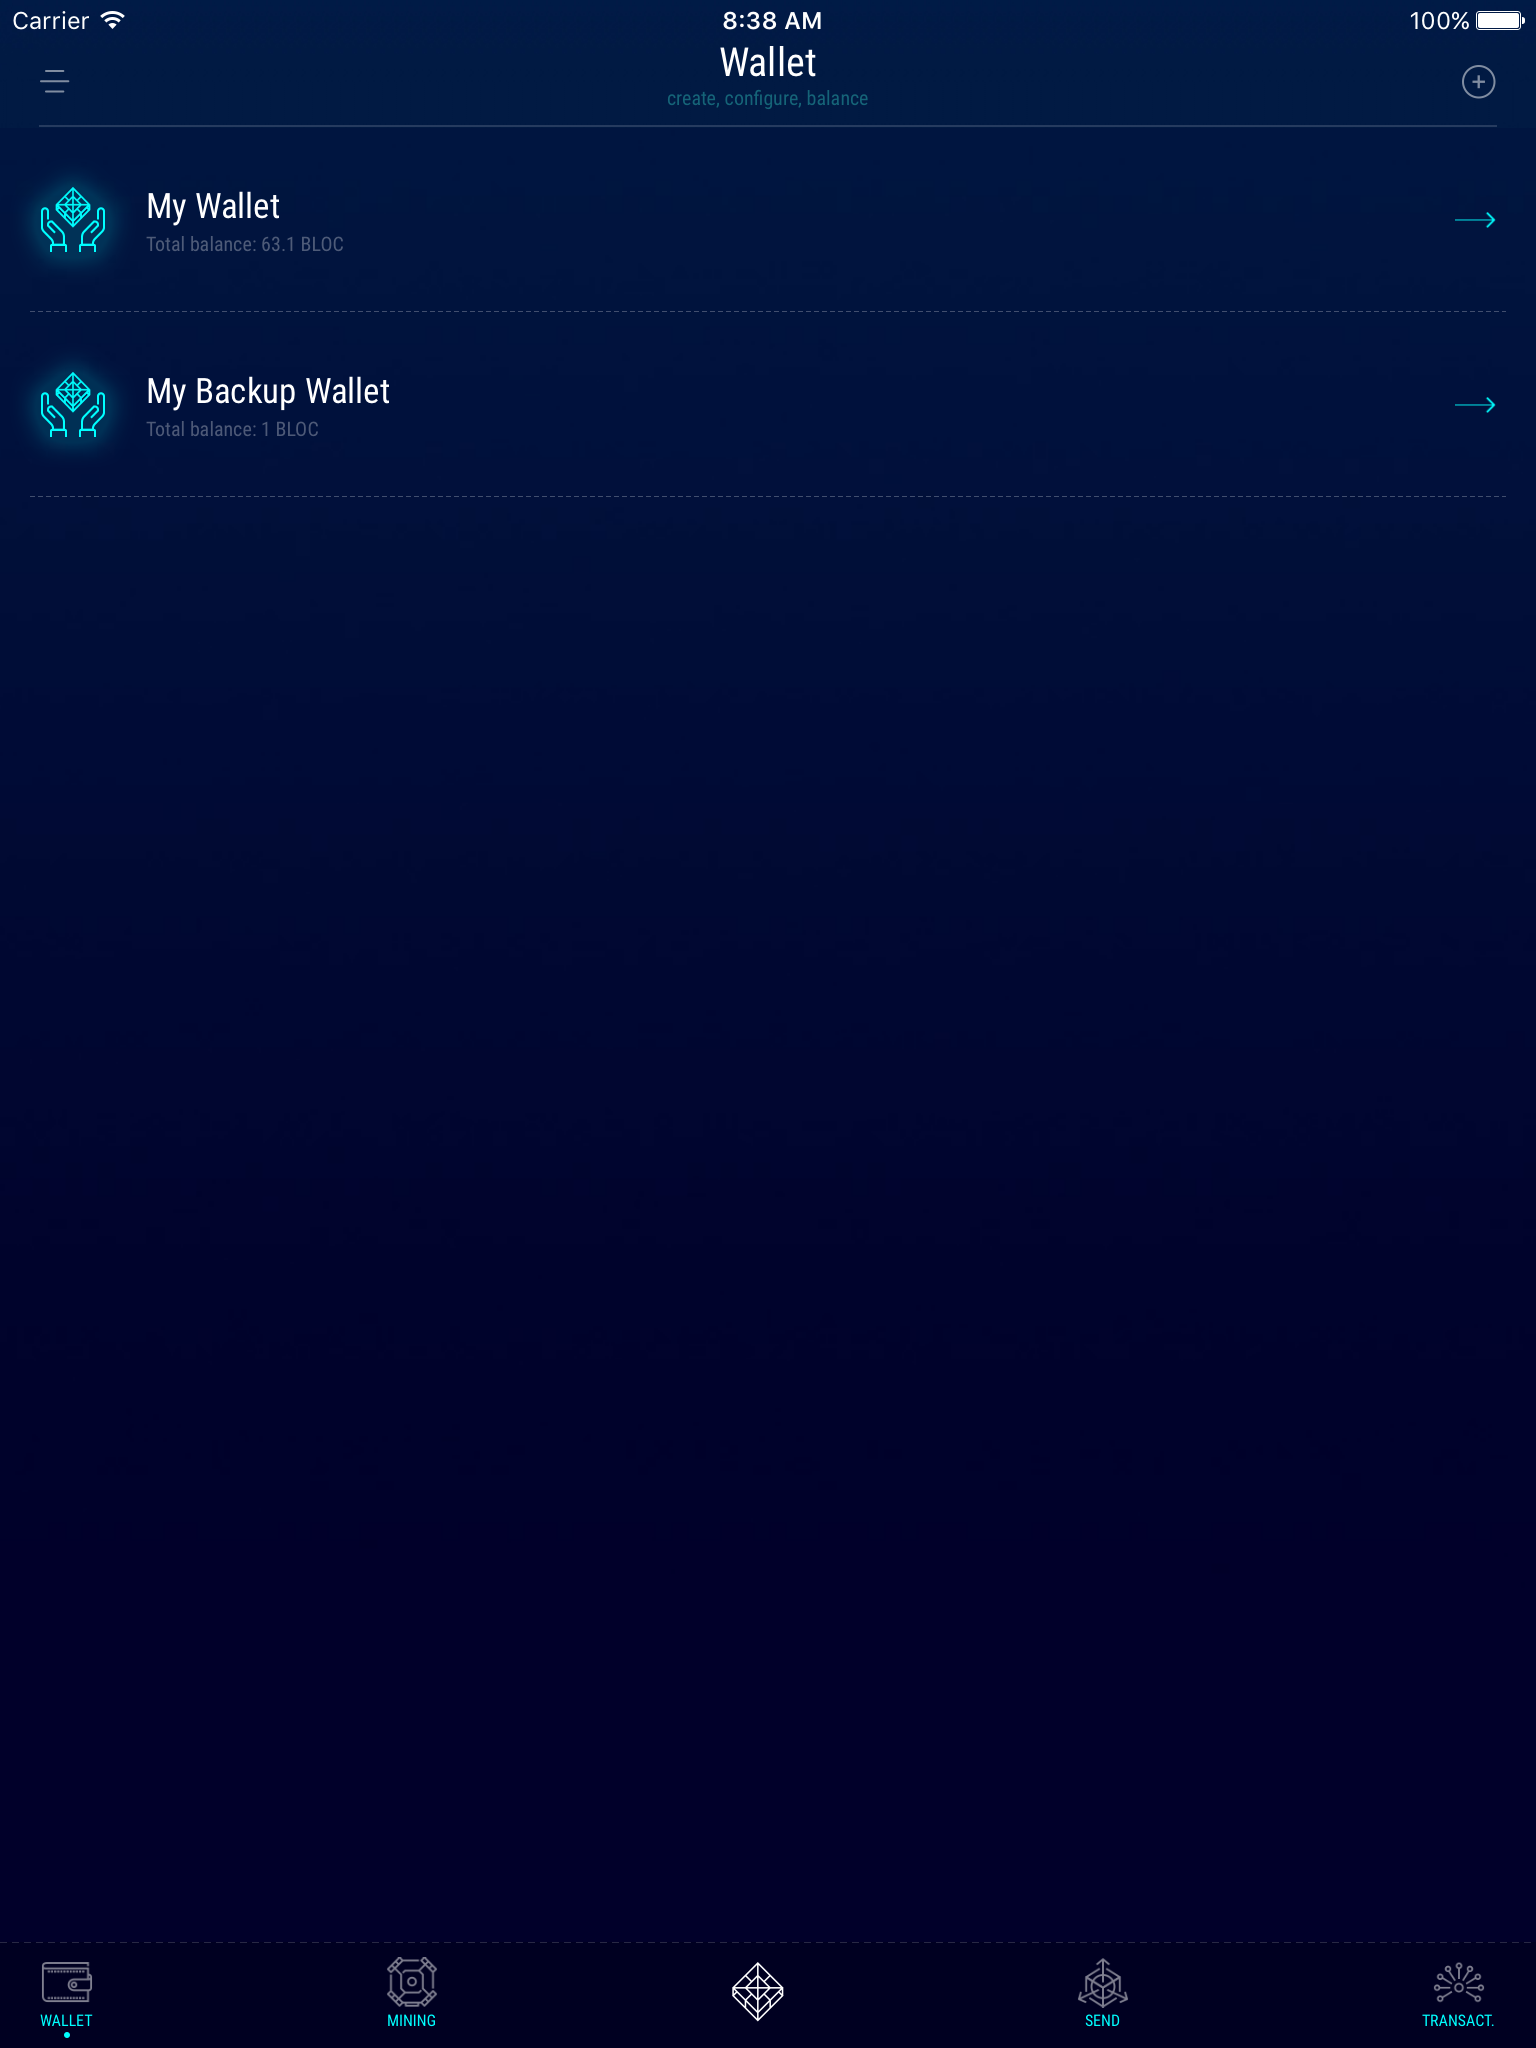 Carrier 8:38 AM 100%
Wallet
create, configure, balance
My Wallet
Total balance: 63.1 BLOC
My Backup Wallet
Total balance: 1 BLOC
WALLET MINING SEND TRANSACT.